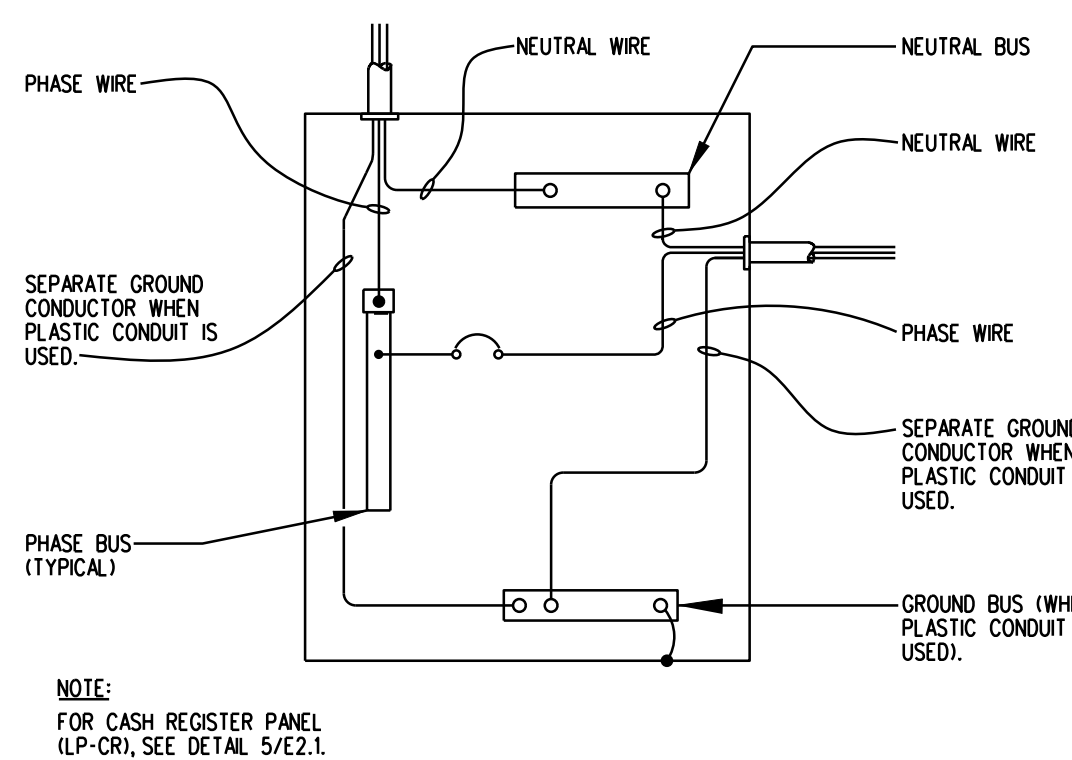 NEUTRAL WIRE
NEUTRAL BUS
PHASE WIRE
NEUTRAL WIRE
SEPARATE GROUND
CONDUCTOR WHEN
PLASTIC CONDUIT IS
USED.
PHASE WIRE
SEPARATE GROUND
CONDUCTOR WHEN
PLASTIC CONDUIT
USED.
PHASE BUS
(TYPICAL)
GROUND BUS (WH
PLASTIC CONDUIT
USED).
NOTE:
FOR CASH REGISTER PANEL
(LP-CR), SEE DETAIL 5/E2.1.